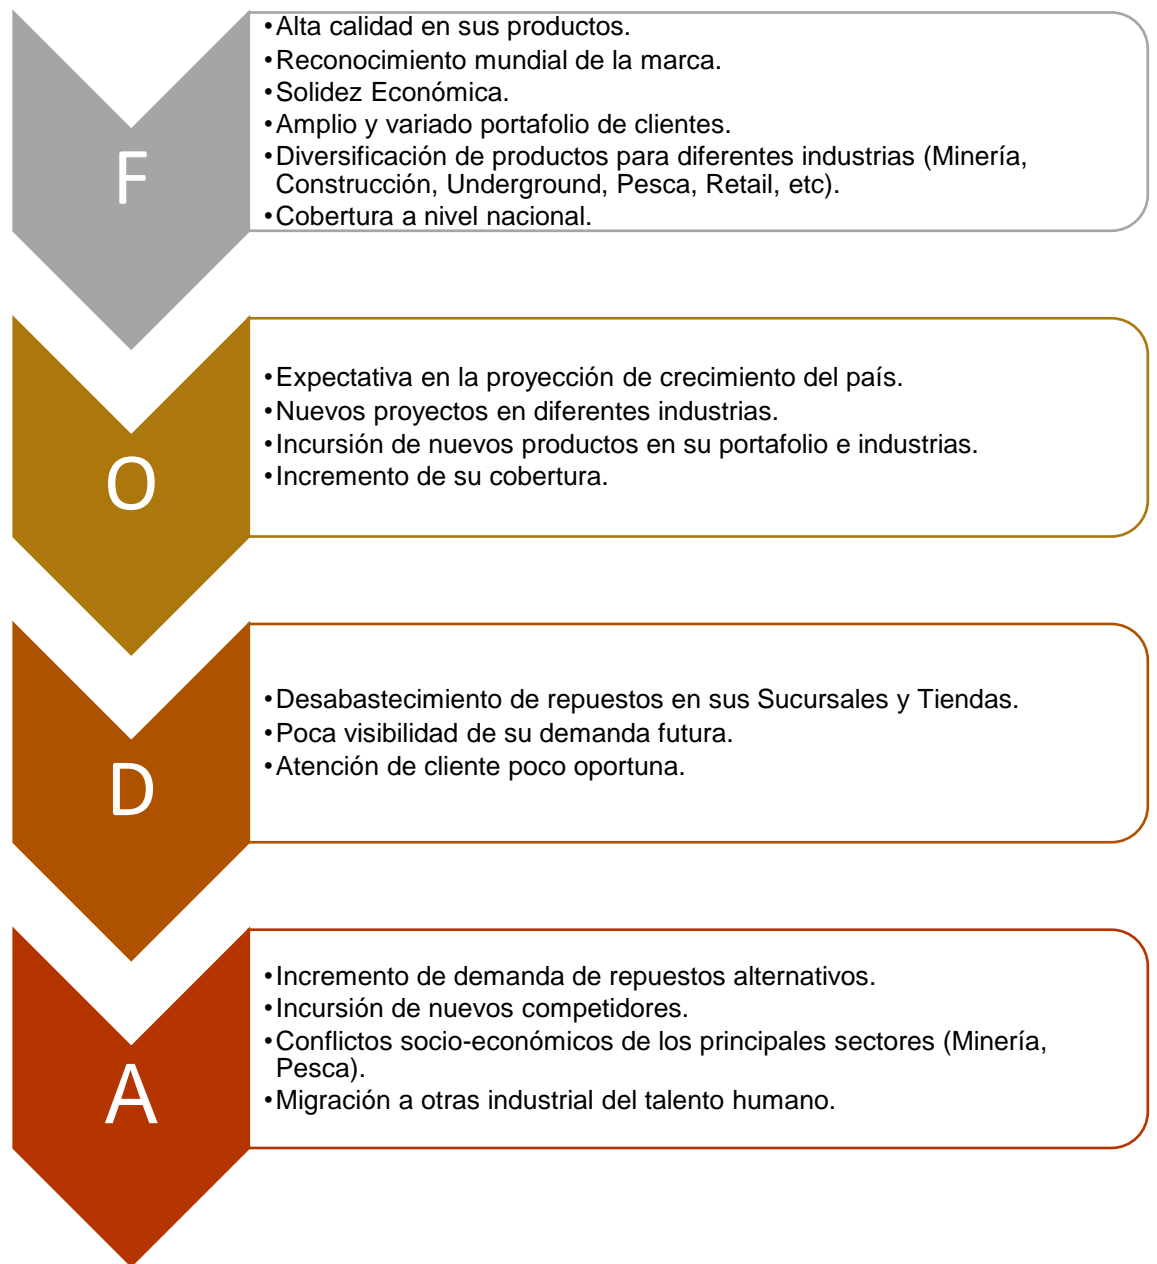 F
•Alta calidad en sus productos.
•Reconocimiento mundial de la marca.
•Solidez Económica.
•Amplio y variado portafolio de clientes.
•Diversificación de productos para diferentes industrias (Minería,
Construcción, Underground, Pesca, Retail, etc).
•Cobertura a nivel nacional.
O
•Expectativa en la proyección de crecimiento del país.
•Nuevos proyectos en diferentes industrias.
•Incursión de nuevos productos en su portafolio e industrias.
•Incremento de su cobertura.
D
•Desabastecimiento de repuestos en sus Sucursales y Tiendas.
•Poca visibilidad de su demanda futura.
•Atención de cliente poco oportuna.
A
•Incremento de demanda de repuestos alternativos.
•Incursión de nuevos competidores.
•Conflictos socio-económicos de los principales sectores (Minería,
Pesca).
•Migración a otras industrial del talento humano.